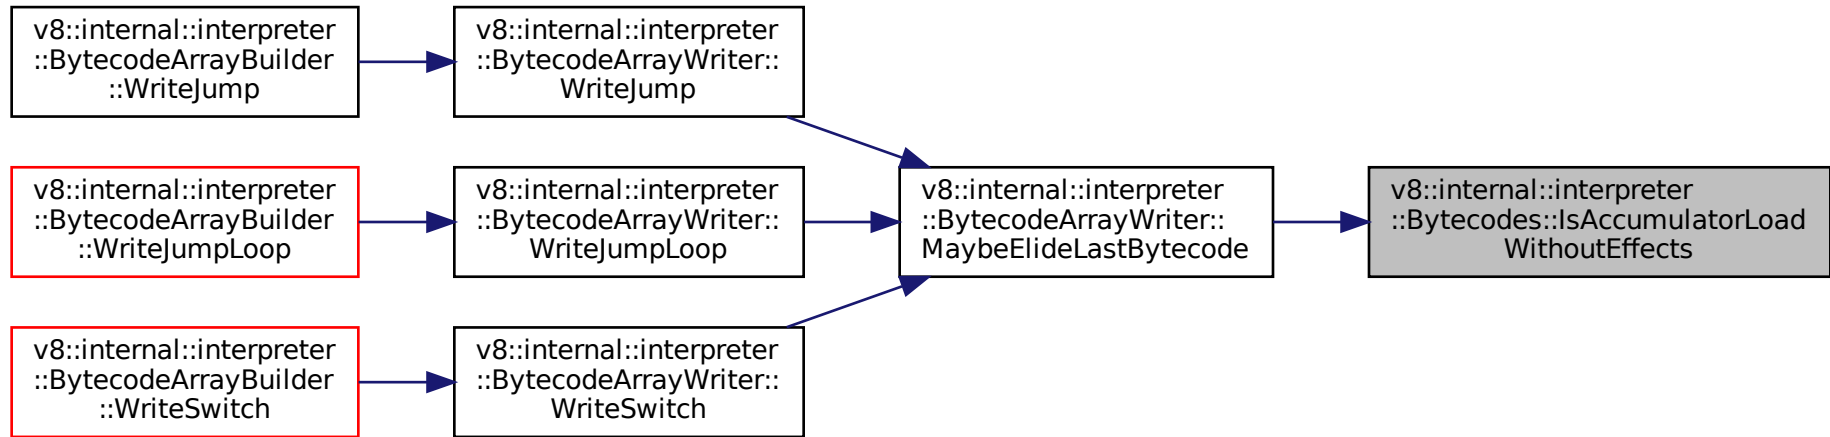 v8::internal::interpreter
::BytecodeArrayBuilder
::WriteJump
v8::internal::interpreter
::BytecodeArrayWriter::
WriteJump
v8::internal::interpreter
::BytecodeArrayBuilder
::WriteJumpLoop
v8::internal::interpreter
::BytecodeArrayWriter::
WriteJumpLoop
v8::internal::interpreter
::BytecodeArrayWriter::
MaybeElideLastBytecode
v8::internal::interpreter
::Bytecodes::IsAccumulatorLoad
WithoutEffects
v8::internal::interpreter
::BytecodeArrayBuilder
::WriteSwitch
v8::internal::interpreter
::BytecodeArrayWriter::
WriteSwitch